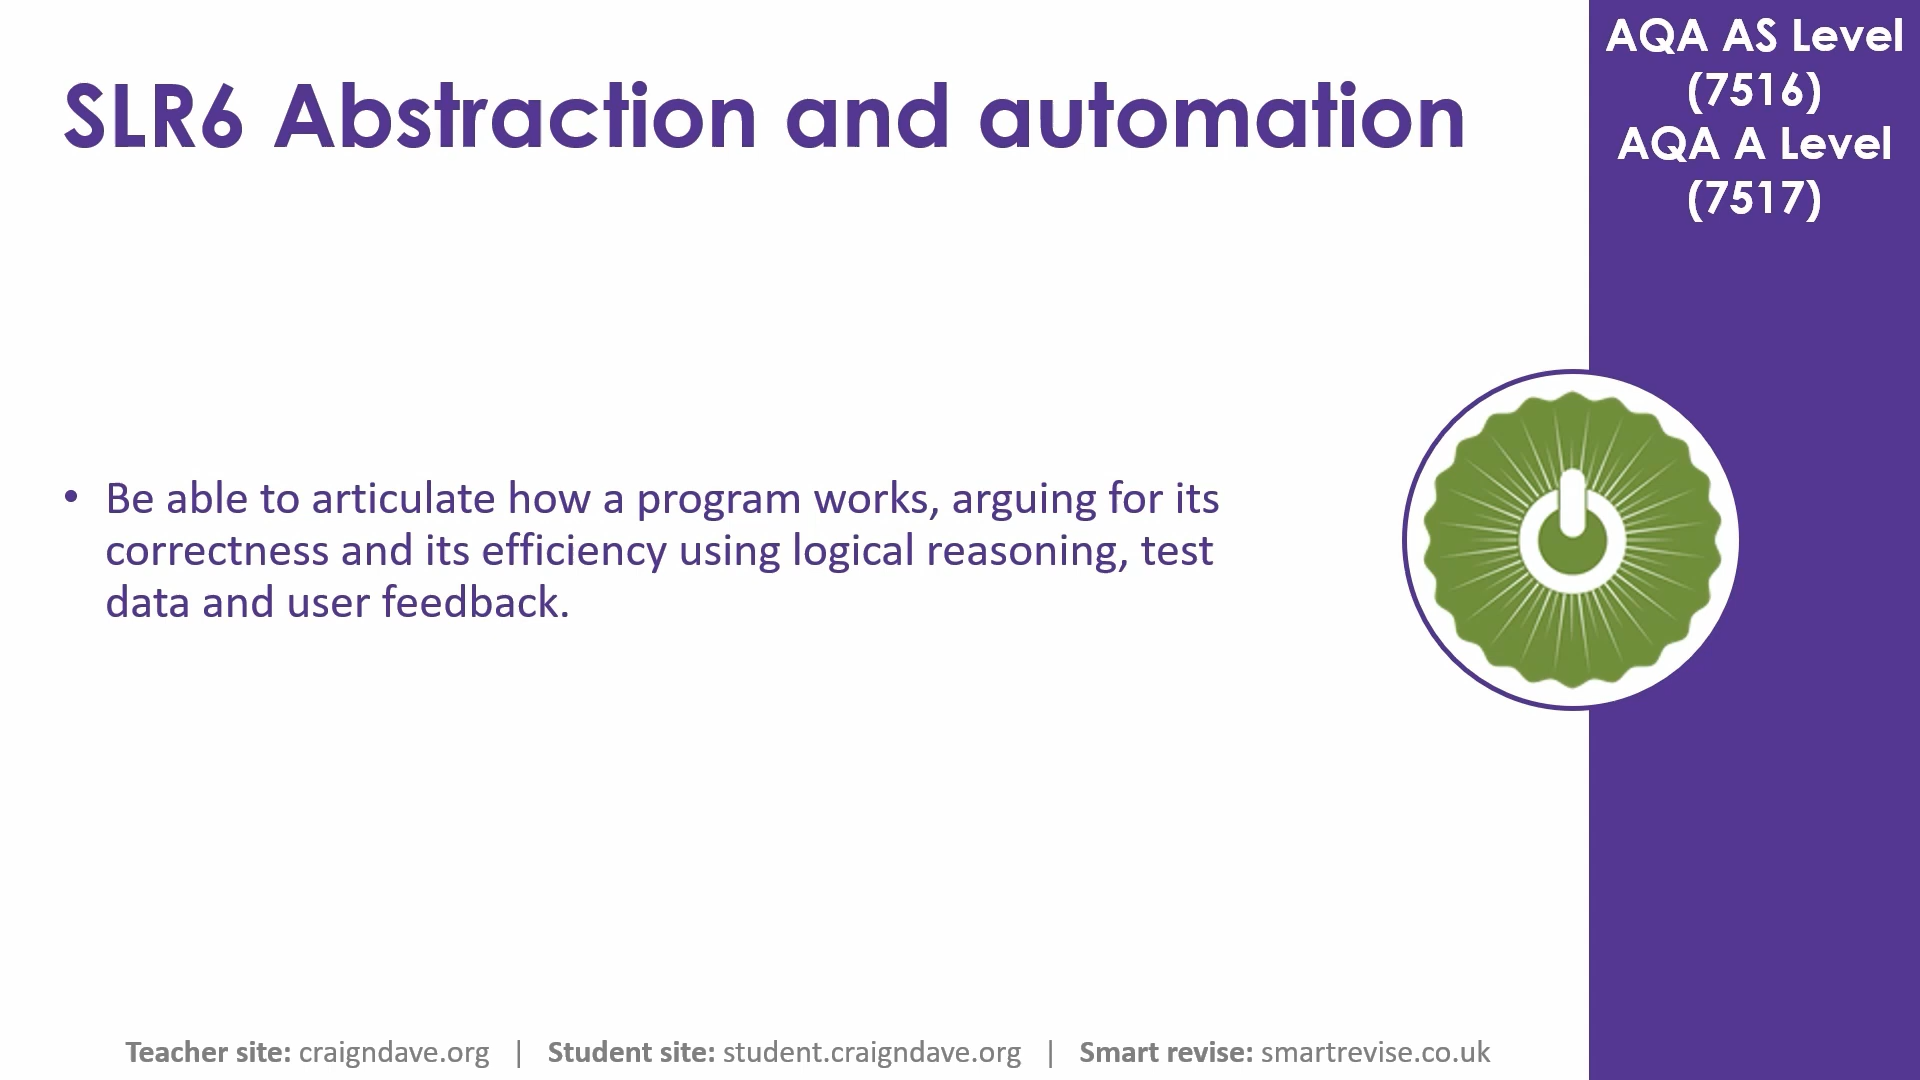 SLR6 Abstraction and automation
AQA AS Level
(7516)
AQA A Level
(7517)
• Be able to articulate how a program works, arguing for its
correctness and its efficiency using logical reasoning, test
data and user feedback.
Teacher site: craigndave.org | Student site: student.craigndave.org | Smart revise: smartrevise.co.uk